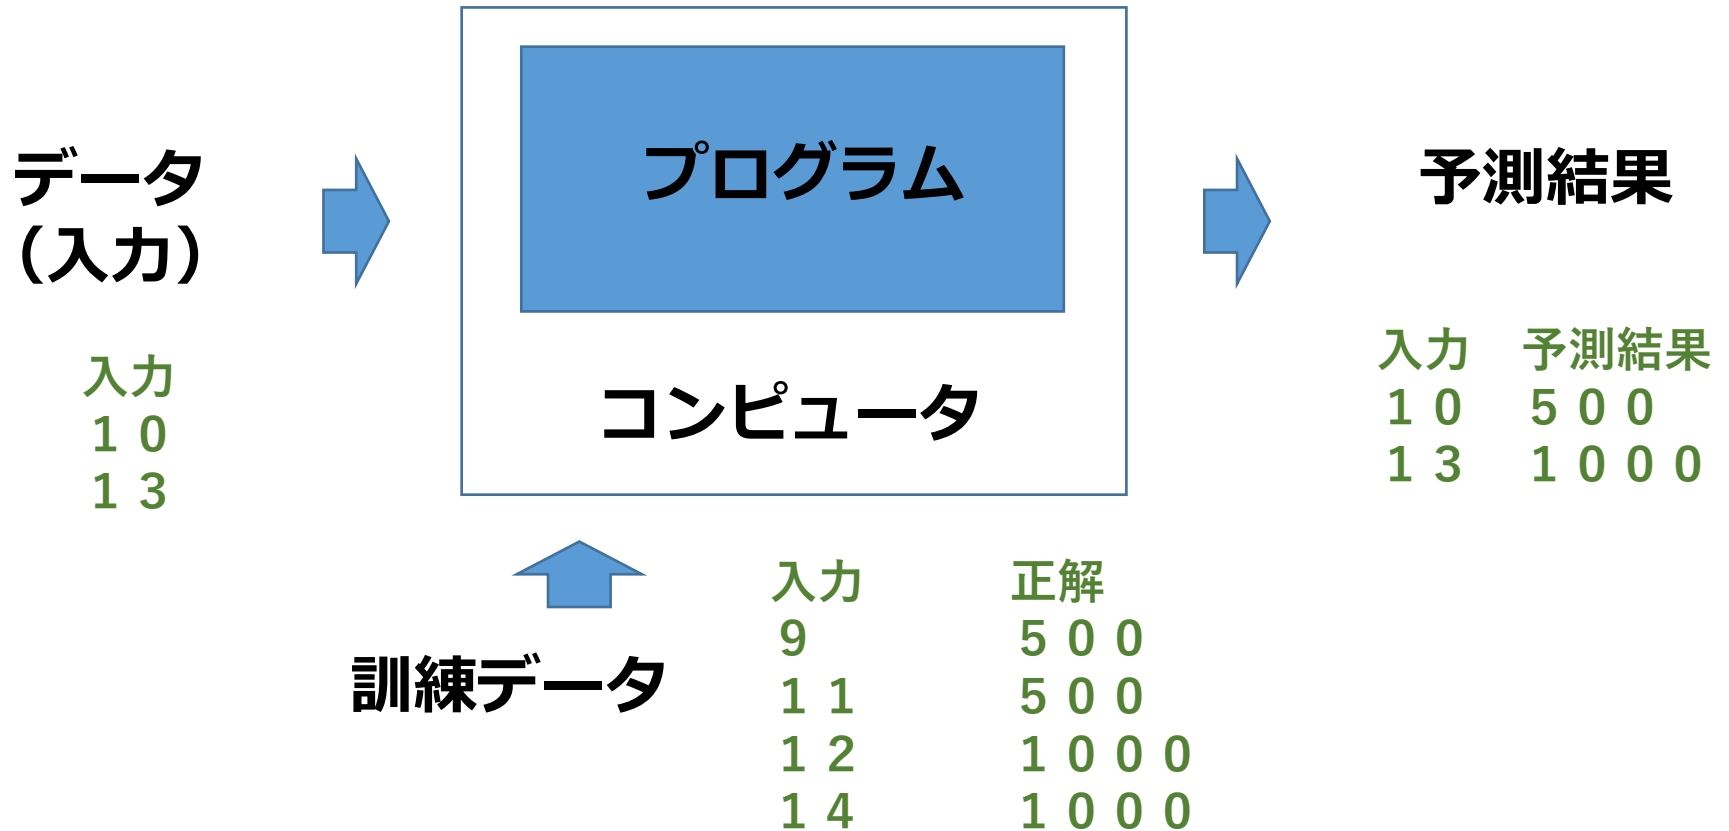 データ
（入力）
入力
１０
１３
プログラム
コンピュータ
予測結果
入力　予測結果
１０　５００
１３　１０００
訓練データ
入力　　　正解
９　　　　５００
１１　　　５００
１２　　　１０００
１４　　　１０００